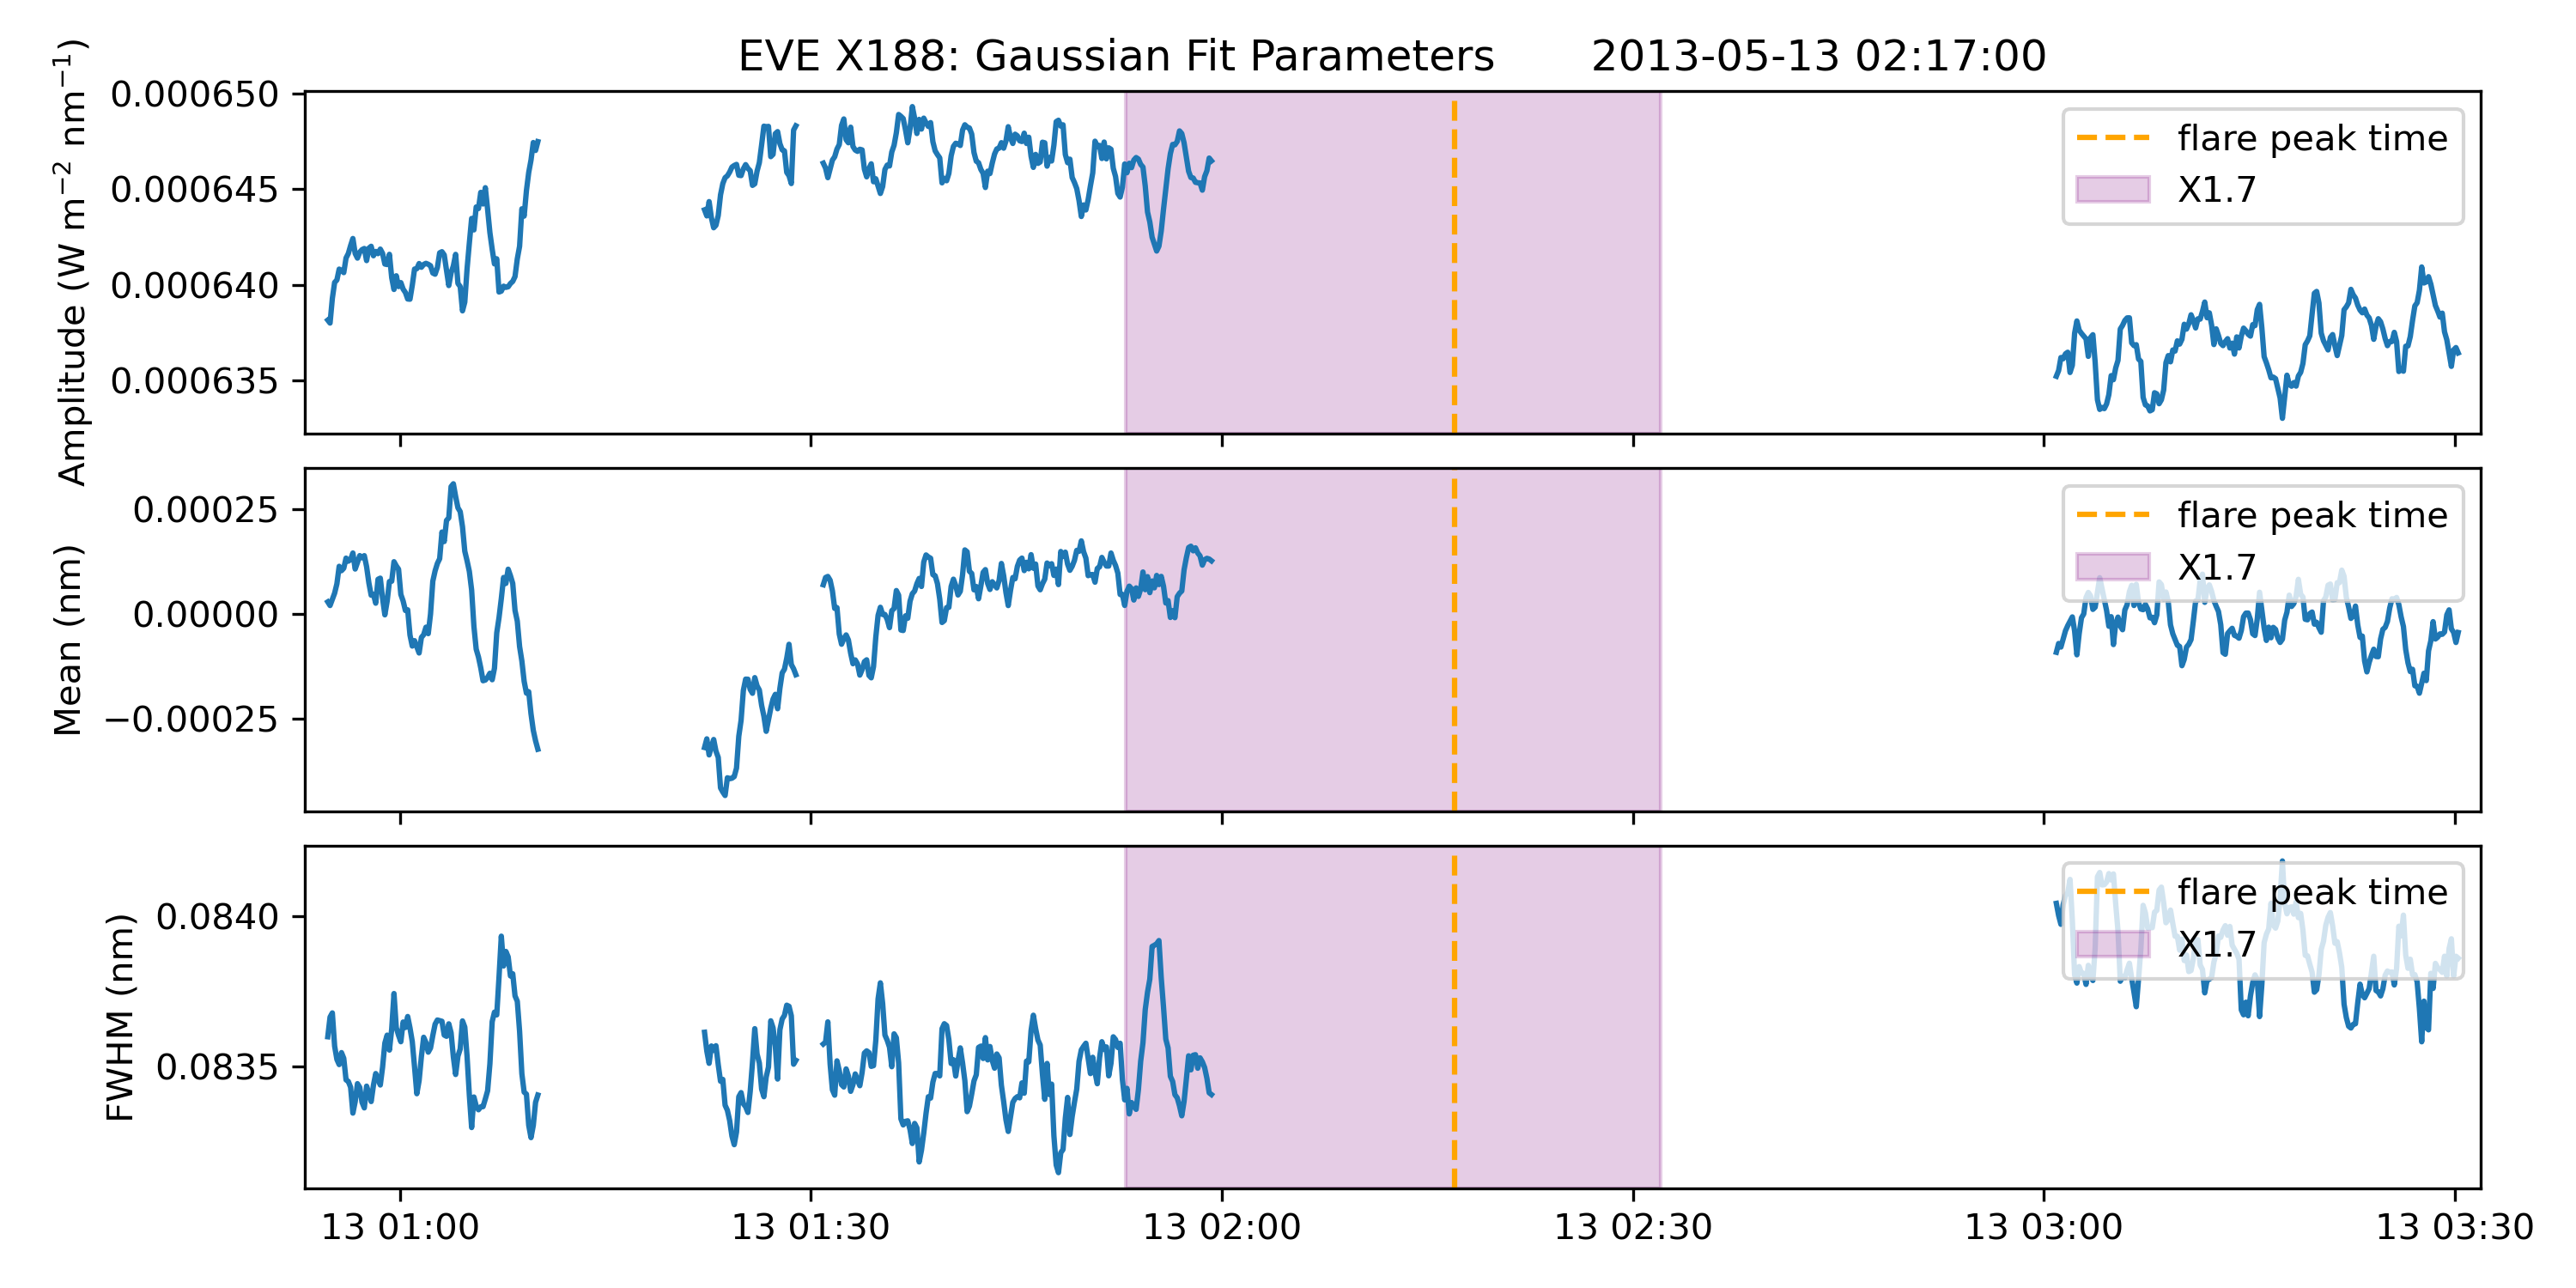 EVE X188: Gaussian Fit Parameters 2013-05-13 02:17:00
Amplitude (W m⁻² nm⁻¹)
0.000650
0.000645
0.000640
0.000635
flare peak time
X1.7
Mean (nm)
0.00025
0.00000
−0.00025
flare peak time
X1.7
FWHM (nm)
0.0840
0.0835
flare peak time
X1.7
13 01:00 13 01:30 13 02:00 13 02:30 13 03:00 13 03:30